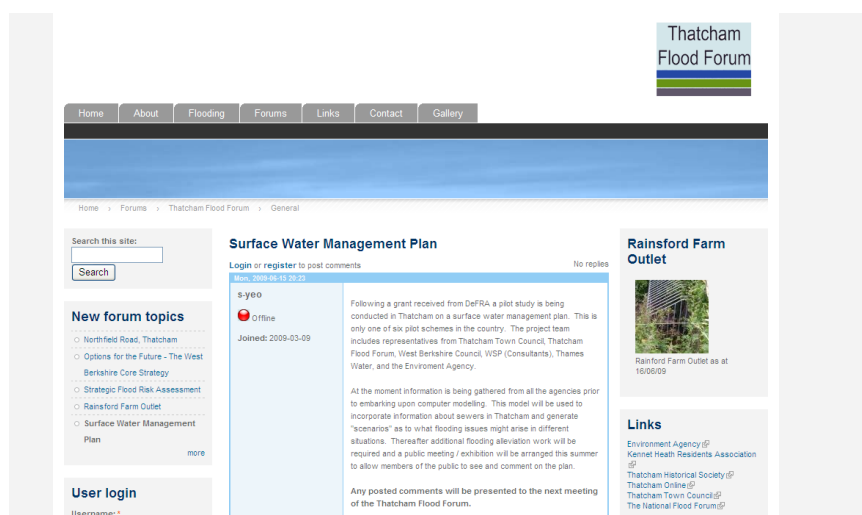 Thatcham
Flood Forum
Home About Flooding Forums Links Contact Gallery
Home › Forums › Thatcham Flood Forum › General
Search this site:
Search
New forum topics
Northfield Road, Thatcham
Options for the Future - The West
Berkshire Core Strategy
Strategic Flood Risk Assessment
Rainsford Farm Outlet
Surface Water Management
Plan
more
User login
Username: *
Surface Water Management Plan
Login or register to post comments
No replies
Mon, 2009-06-15 20:23
s-yeo
Offline
Joined: 2009-03-09
Following a grant received from DeFRA a pilot study is being
conducted in Thatcham on a surface water management plan. This is
only one of six pilot schemes in the country. The project team
includes representatives from Thatcham Town Council, Thatcham
Flood Forum, West Berkshire Council, WSP (Consultants), Thames
Water, and the Enviroment Agency.
At the moment information is being gathered from all the agencies prior
to embarking upon computer modelling. This model will be used to
incorporate information about sewers in Thatcham and generate
"scenarios" as to what flooding issues might arise in different
situations. Thereafter additional flooding alleviation work will be
required and a public meeting / exhibition will be arranged this summer
to allow members of the public to see and comment on the plan.
Any posted comments will be presented to the next meeting
of the Thatcham Flood Forum.
Rainsford Farm
Outlet
Rainford Farm Outlet as at
16/06/09
Links
Environment Agency
Kennet Heath Residents Association
Thatcham Historical Society
Thatcham Online
Thatcham Town Council
The National Flood Forum